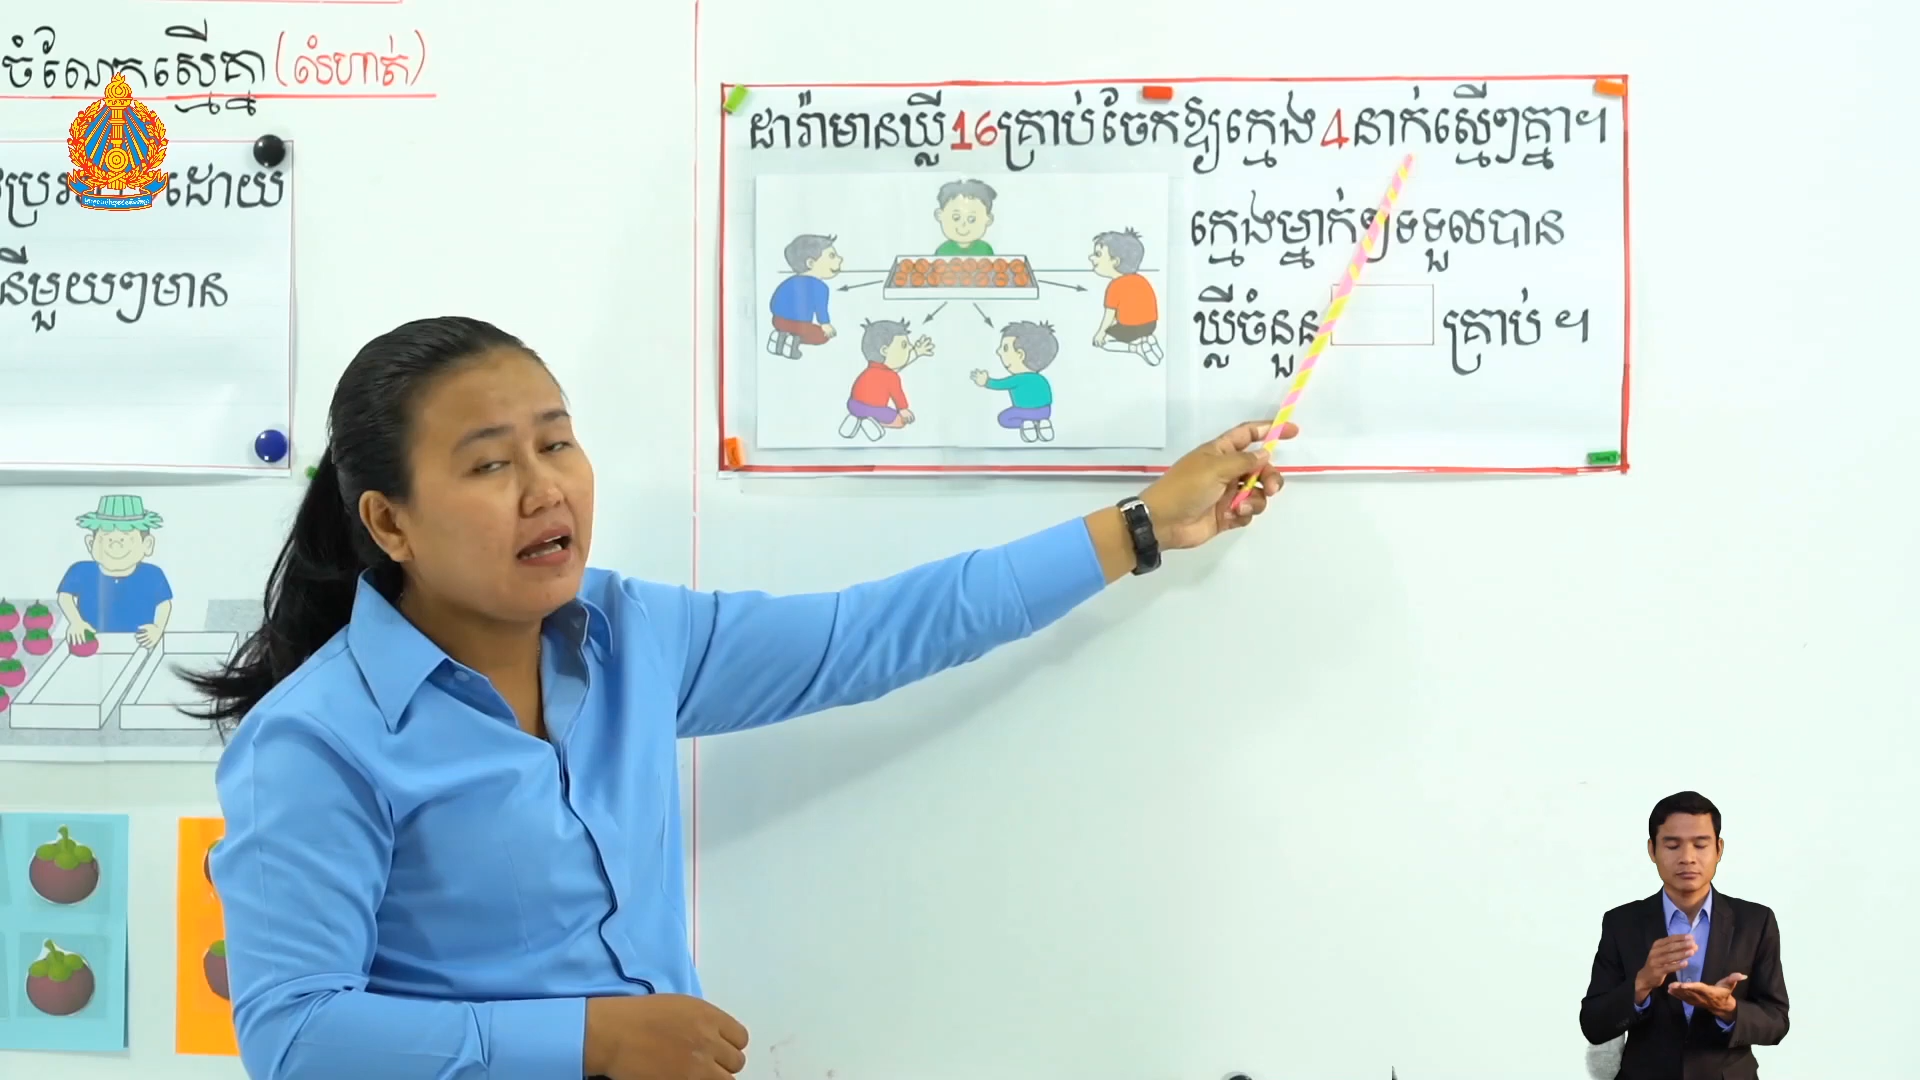 ចំណែកស្មើគ្នា (លំហាត់)
ដោយ
នីមួយៗមាន
ដារ៉ាមានឃ្លី 16 គ្រាប់ចែកឱ្យក្មេង 4 នាក់ស្មើៗគ្នា។
ក្មេងម្នាក់ៗទទួលបាន
ឃ្លីចំនួន គ្រាប់ ។